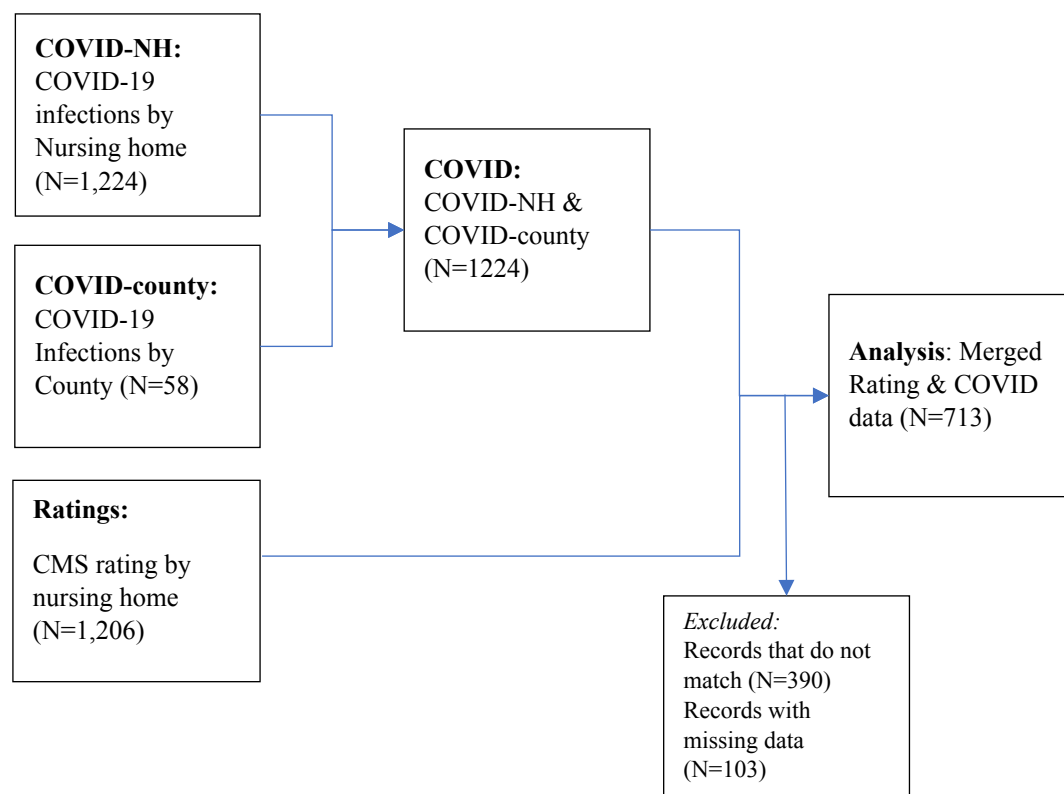 COVID-NH:
COVID-19
infections by
Nursing home
(N=1,224)
COVID-county:
COVID-19
Infections by
County (N=58)
Ratings:
CMS rating by
nursing home
(N=1,206)
COVID:
COVID-NH &
COVID-county
(N=1224)
Analysis: Merged
Rating & COVID
data (N=713)
Excluded:
Records that do not
match (N=390)
Records with
missing data
(N=103)